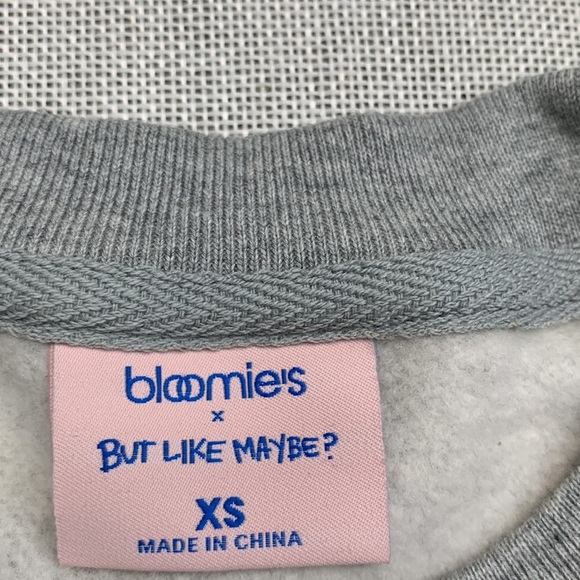 bloomie's
x
BUT LIKE MAYBE?
XS
MADE IN CHINA